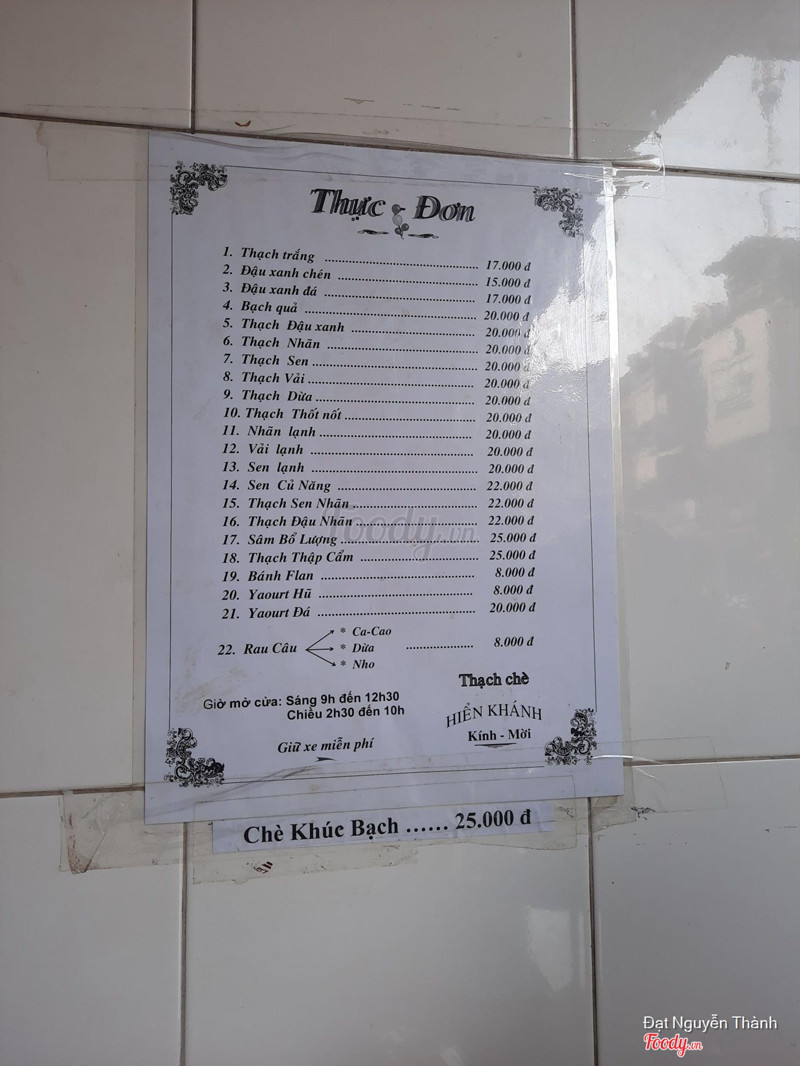 Thực Đơn
1. Thạch trắng ........ 17.000 đ
2. Đậu xanh chén ........ 15.000 đ
3. Đậu xanh đá ........ 17.000 đ
4. Bạch quả ........ 20.000 đ
5. Thạch Đậu xanh ........ 20.000 đ
6. Thạch Nhãn ........ 20.000 đ
7. Thạch Sen ........ 20.000 đ
8. Thạch Vải ........ 20.000 đ
9. Thạch Dừa ........ 20.000 đ
10. Thạch Thốt nốt ........ 20.000 đ
11. Nhãn lạnh ........ 20.000 đ
12. Vải lạnh ........ 20.000 đ
13. Sen lạnh ........ 20.000 đ
14. Sen Củ Năng ........ 22.000 đ
15. Thạch Sen Nhãn ........ 22.000 đ
16. Thạch Đậu Nhãn ........ 22.000 đ
17. Sâm Bổ Lượng ........ 25.000 đ
18. Thạch Thập Cẩm ........ 25.000 đ
19. Bánh Flan ........ 8.000 đ
20. Yaourt Hũ ........ 8.000 đ
21. Yaourt Đá ........ 20.000 đ
* Ca-Cao
22. Rau Câu * Dừa ........ 8.000 đ
* Nho
Thạch chè
HIỂN KHÁNH
Kính - Mời
Giờ mở cửa: Sáng 9h đến 12h30
Chiều 2h30 đến 10h
Giữ xe miễn phí
Chè Khúc Bạch ...... 25.000 đ
Foody.vn
Đạt Nguyễn Thành
Foody.vn